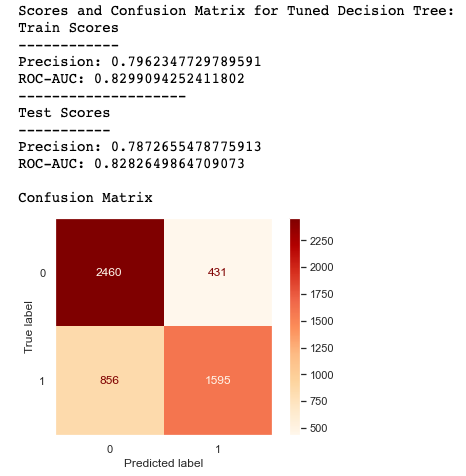 Scores and Confusion Matrix for Tuned Decision Tree:
Train Scores
------------
Precision: 0.7962347729789591
ROC-AUC: 0.8299094252411802
--------------------
Test Scores
-----------
Precision: 0.7872655478775913
ROC-AUC: 0.8282649864709073
Confusion Matrix
2250
0 2460 431
2000
1750
True label
1500
1250
1 856 1595
1000
750
500
0 1
Predicted label